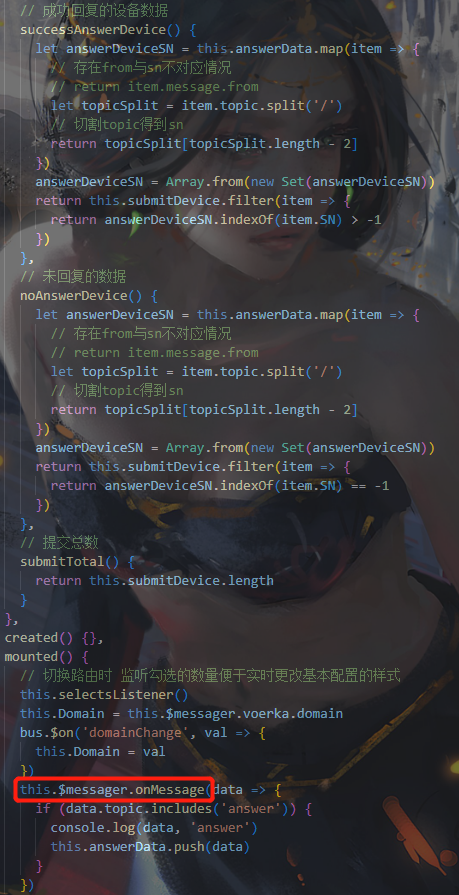 // 成功回复的设备数据
successAnswerDevice() {
let answerDeviceSN = this.answerData.map(item => {
// 存在from与sn不对应情况
// return item.message.from
let topicSplit = item.topic.split('/')
// 切割topic得到sn
return topicSplit[topicSplit.length - 2]
})
answerDeviceSN = Array.from(new Set(answerDeviceSN))
return this.submitDevice.filter(item => {
return answerDeviceSN.indexOf(item.SN) > -1
})
},
// 未回复的数据
noAnswerDevice() {
let answerDeviceSN = this.answerData.map(item => {
// 存在from与sn不对应情况
// return item.message.from
let topicSplit = item.topic.split('/')
// 切割topic得到sn
return topicSplit[topicSplit.length - 2]
})
answerDeviceSN = Array.from(new Set(answerDeviceSN))
return this.submitDevice.filter(item => {
return answerDeviceSN.indexOf(item.SN) == -1
})
},
// 提交总数
submitTotal() {
return this.submitDevice.length
}
},
created() {},
mounted() {
// 切换路由时 监听勾选的数量便于实时更改基本配置的样式
this.selectsListener()
this.Domain = this.$messager.voerka.domain
bus.$on('domainChange', val => {
this.Domain = val
})
this.$messager.onMessage(data => {
if (data.topic.includes('answer')) {
console.log(data, 'answer')
this.answerData.push(data)
}
})